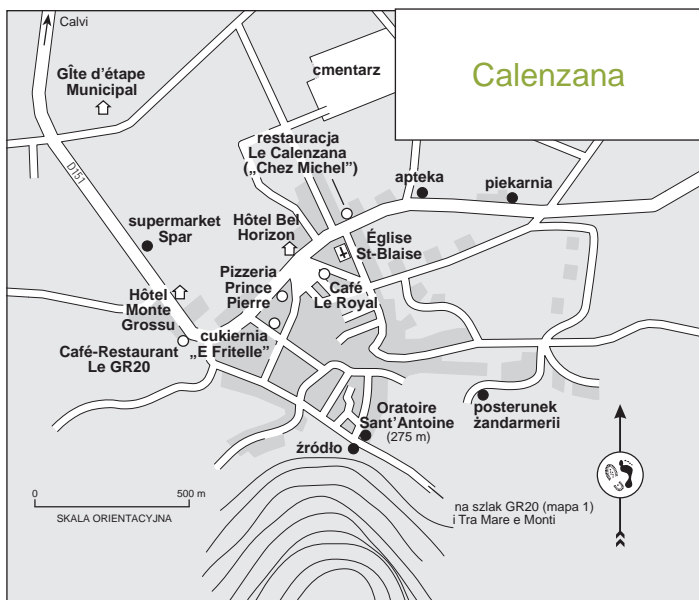 Calvi
Calenzana
GÎte d'étape
Municipal
cmentarz
D151
restauracja
Le Calenzana
(„Chez Michel”)
apteka
piekarnia
supermarket
Spar
Hôtel Bel
Horizon
Église
St-Blaise
Pizzeria
Prince
Pierre
Café
Le Royal
Hôtel
Monte
Grossu
cukiernia
„E Fritelle”
Café-Restaurant
Le GR20
Oratoire
Sant'Antoine
(275 m)
posterunek
żandarmerii
źródło
0 500 m
SKALA ORIENTACYJNA
na szlak GR20 (mapa 1)
i Tra Mare e Monti